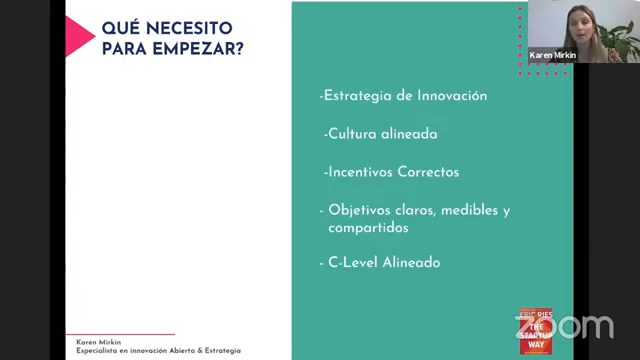 QUÉ NECESITO
PARA EMPEZAR?
Karen Mirkin
-Estrategia de Innovación
-Cultura alineada
-Incentivos Correctos
- Objetivos claros, medibles y
compartidos
- C-Level Alineado
Karen Mirkin
Especialista en innovación Abierta & Estrategia
ERIC RIES
THE
STARTUP
WAY
zoom